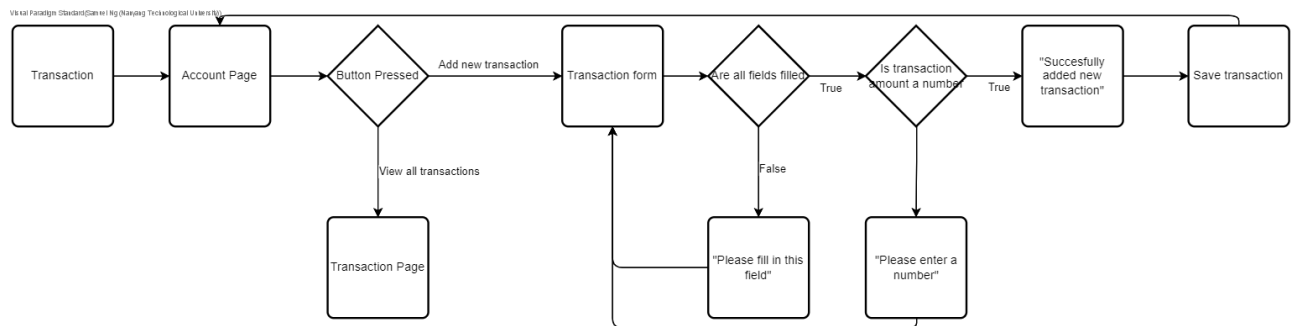 Visual Paradigm Standard(Samuel Ng (Nanyang Technological University))
Transaction
Account Page
Button Pressed
Add new transaction
Transaction form
Are all fields filled
True
Is transaction
amount a number
True
"Succesfully
added new
transaction"
Save transaction
View all transactions
False
Transaction Page
"Please fill in this
field"
"Please enter a
number"